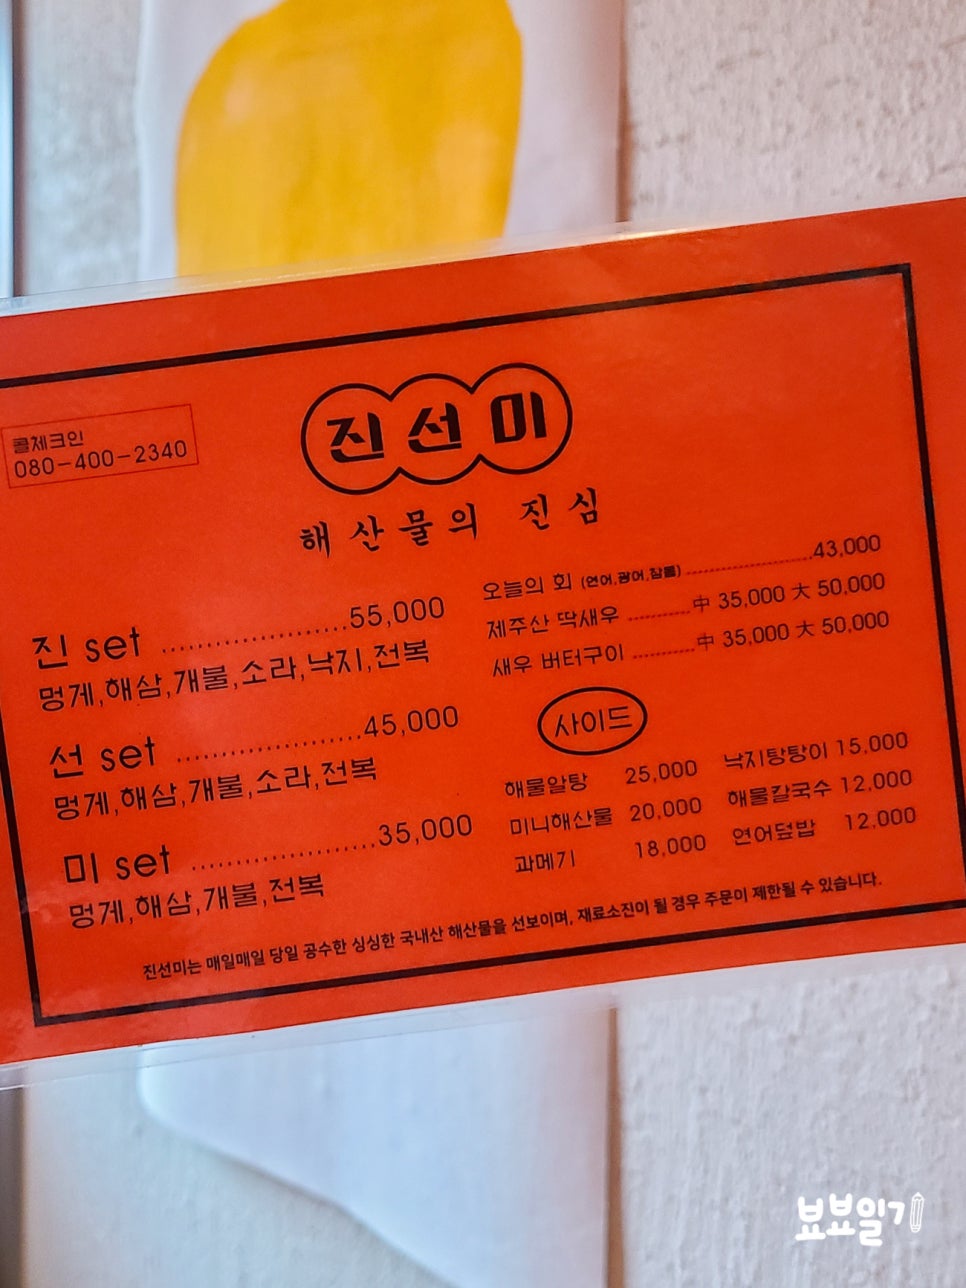 콜체크인
080-400-2340
진선미
해산물의 진심
진 set ....................55,000
멍게,해삼,개불,소라,낙지,전복
선 set ....................45,000
멍게,해삼,개불,소라,전복
미 set ....................35,000
멍게,해삼,개불,전복
오늘의 회 (연어,광어,참돔) ....................43,000
제주산 딱새우 ..........中 35,000 大 50,000
새우 버터구이 ..........中 35,000 大 50,000
사이드
해물알탕 25,000 낙지탕탕이 15,000
미니해산물 20,000 해물칼국수 12,000
과메기 18,000 연어덮밥 12,000
진선미는 매일매일 당일 공수한 싱싱한 국내산 해산물을 선보이며, 재료소진이 될 경우 주문이 제한될 수 있습니다.
뽀뽀일기